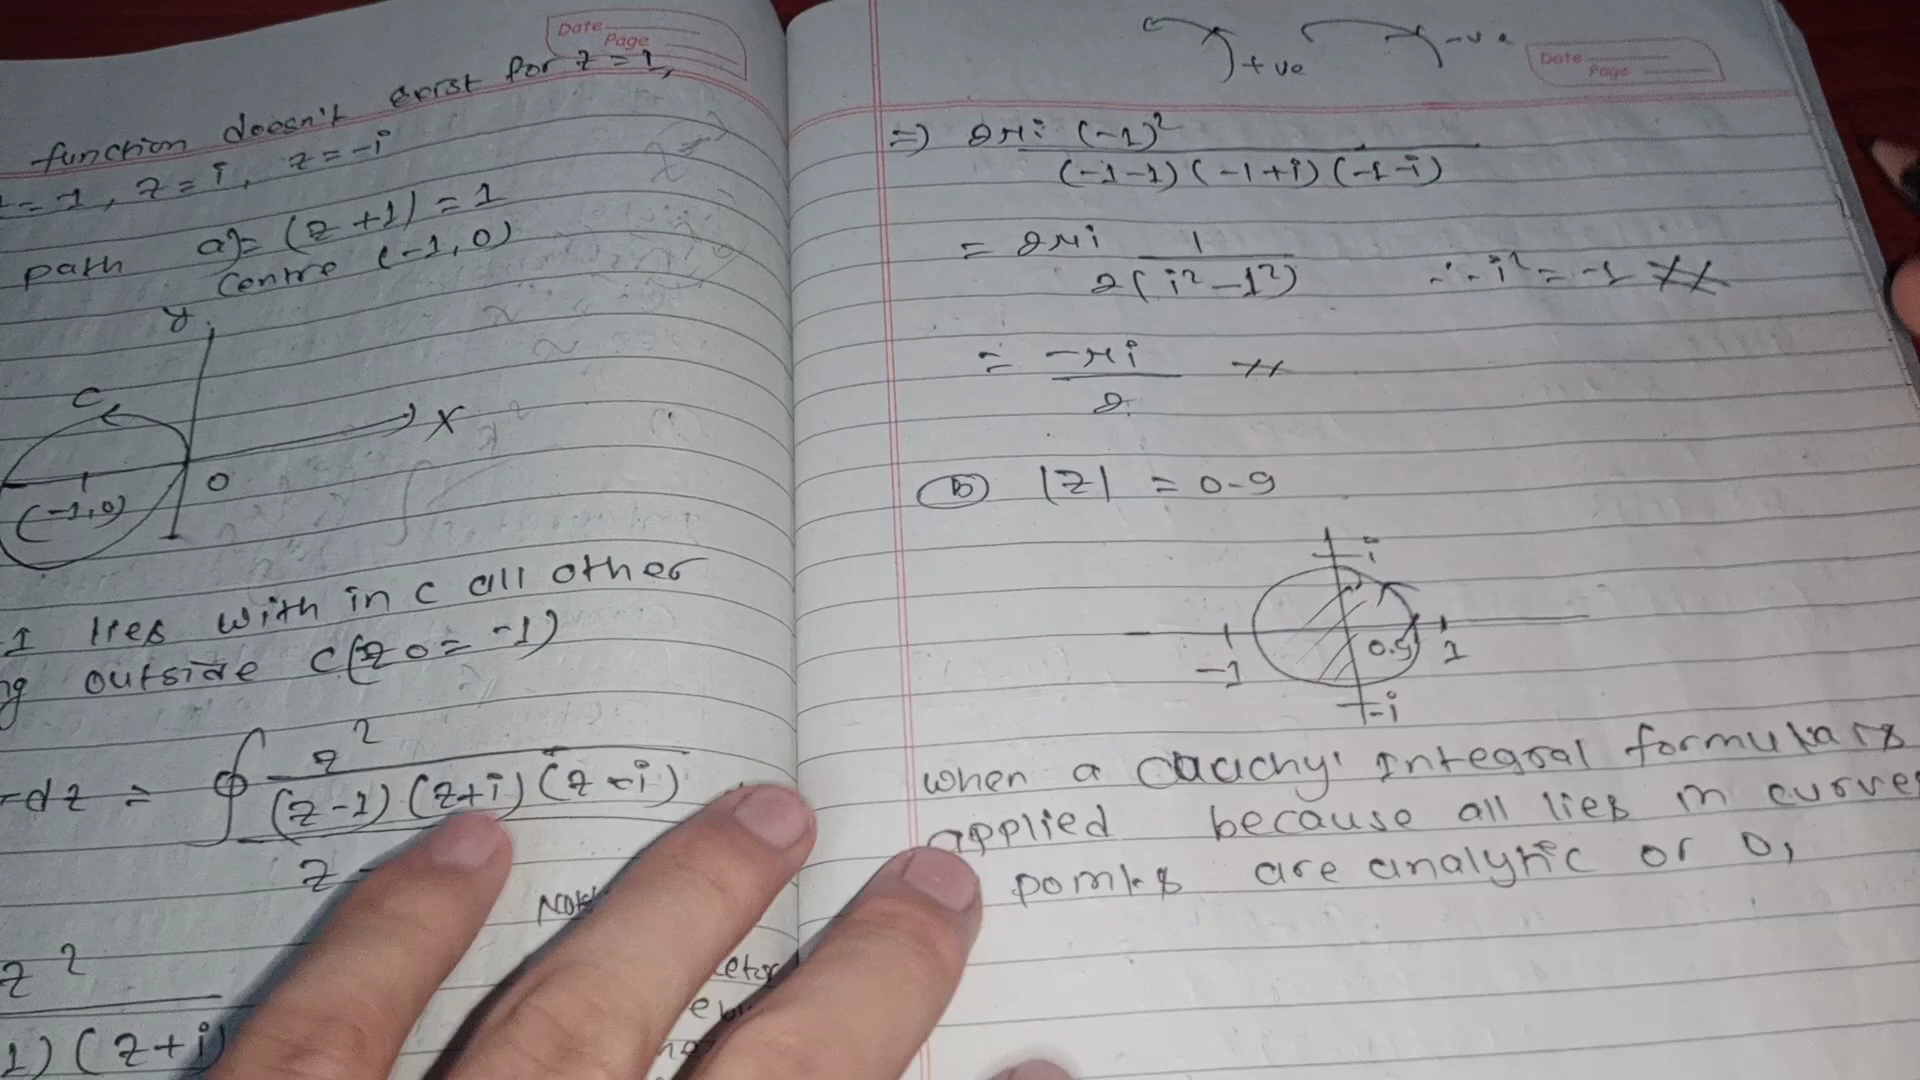 Date
Page
function doesn't exist for z = 1,
= 1, z = i, z = -i
path a)= (z+1) = 1
centre (-1,0)
y
C
X
O
(-1,0)
-1 lies with in c all other
outside c(z0 = -1)
-dz = ∮ z²
(z-1)(z+i)(z-i)
z
z²
1) (z+i)
+ve
-ve
Date
Page
=) 2πi (-1)²
(-1-1)(-1+i)(-1-i)
= 2πi 1
2(i²-1²) ∴ i² = -1
= -πi
2
(b) |z| = 0.9
i
-1 0.9 1
-i
when a cauchy's Integral formula is
applied because all lies in curve
points are analytic or 0,